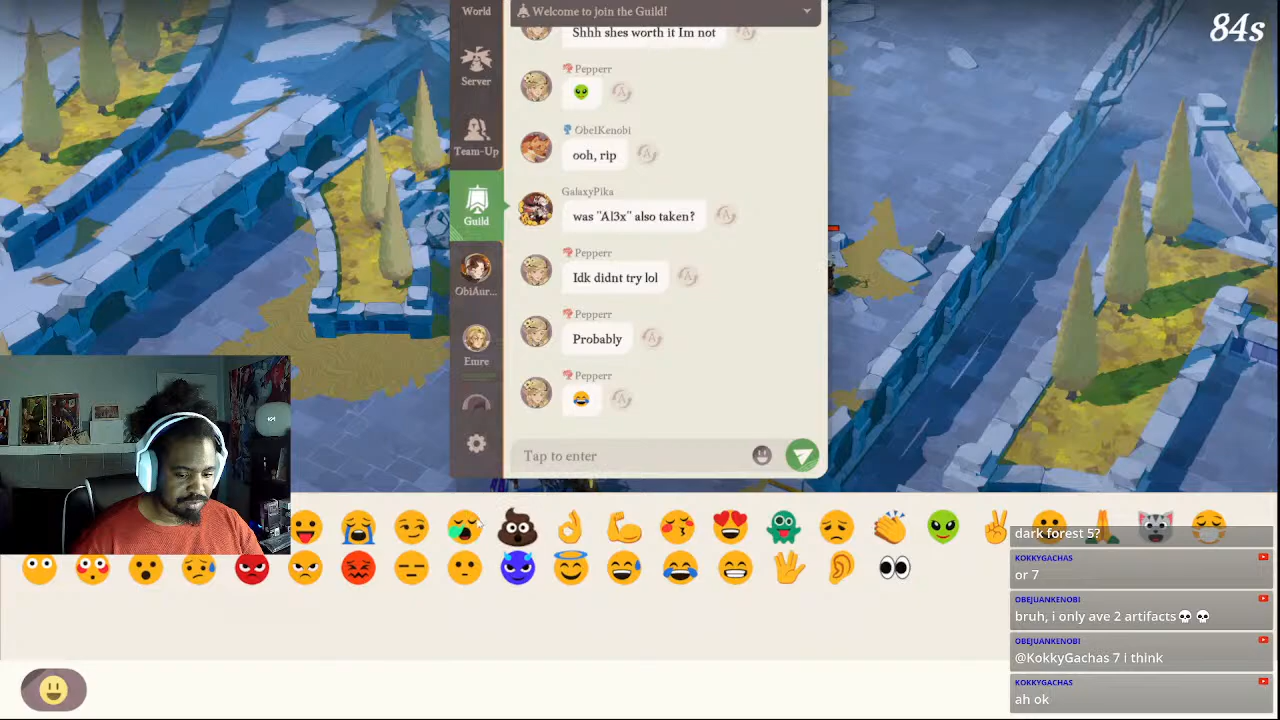 84s
World
Server
Team-Up
Guild
ObiAur...
Emre
Welcome to join the Guild!
Shhh shes worth it Im not
Pepperr
👽
Obe1Kenobi
ooh, rip
GalaxyPika
was "Al3x" also taken?
Pepperr
Idk didnt try lol
Pepperr
Probably
Pepperr
😂
Tap to enter
dark forest 5?
KOKKYGACHAS
or 7
OBEJUANKENOBI
bruh, i only ave 2 artifacts💀💀
OBEJUANKENOBI
@KokkyGachas 7 i think
KOKKYGACHAS
ah ok